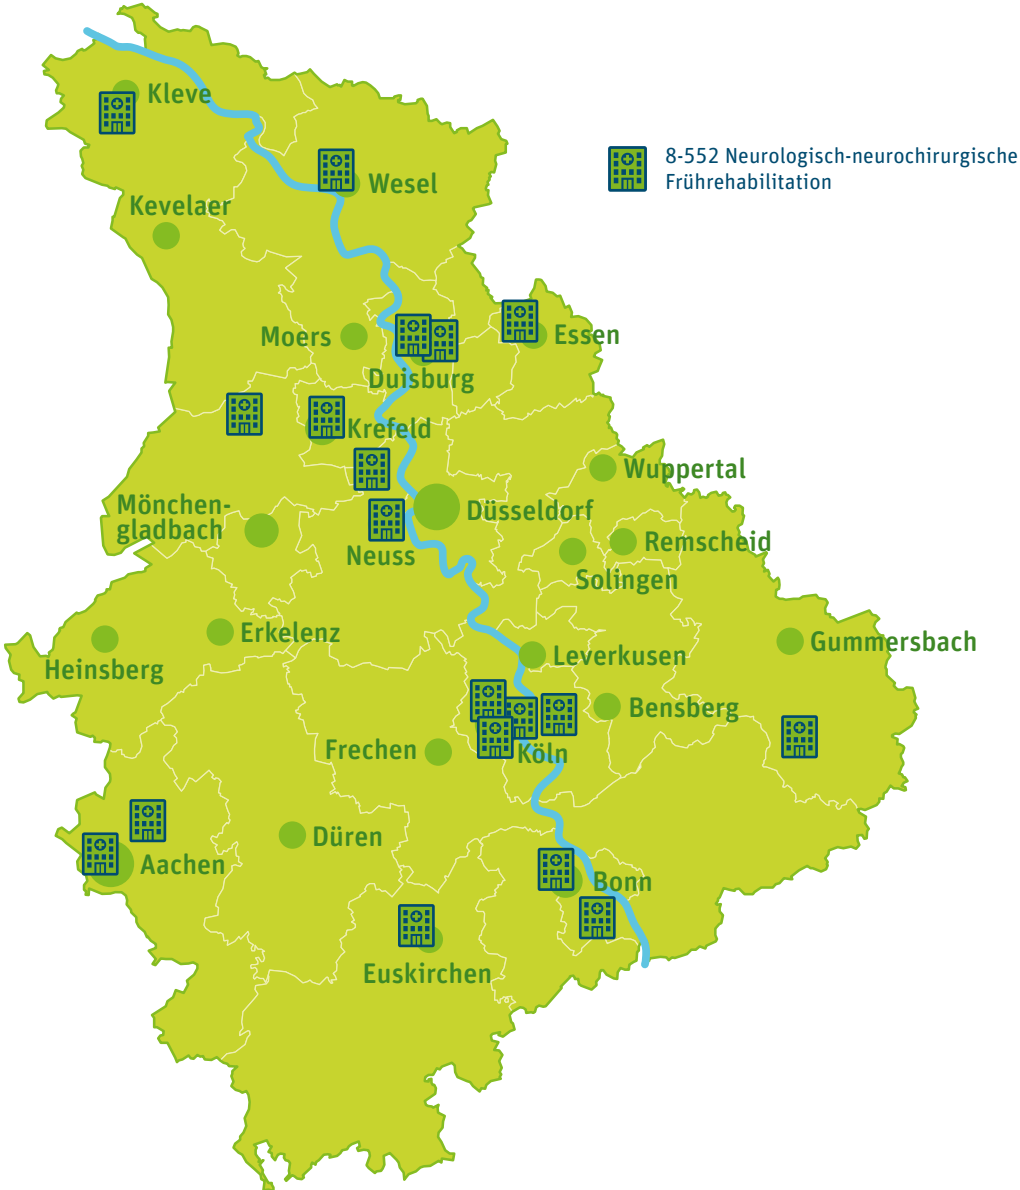 Kleve
8-552 Neurologisch-neurochirurgische
Frührehabilitation
Wesel
Kevelaer
Moers
Essen
Duisburg
Krefeld
Wuppertal
Mönchen-
gladbach
Düsseldorf
Neuss
Remscheid
Solingen
Erkelenz
Gummersbach
Heinsberg
Leverkusen
Bensberg
Frechen
Köln
Düren
Aachen
Bonn
Euskirchen